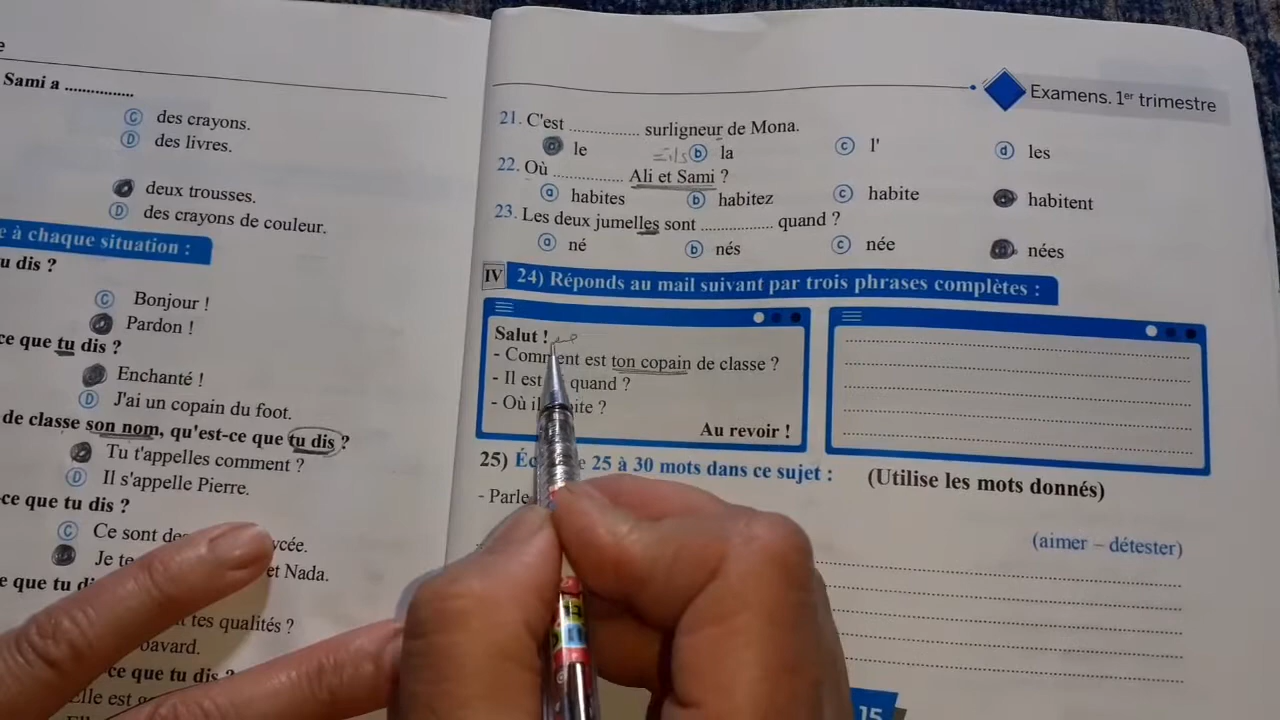 Sami a ................
C des crayons.
D des livres.
deux trousses.
D des crayons de couleur.
e à chaque situation :
u dis ?
C Bonjour !
Pardon !
ce que tu dis ?
Enchanté !
D J'ai un copain du foot.
de classe son nom, qu'est-ce que tu dis ?
Tu t'appelles comment ?
D Il s'appelle Pierre.
-ce que tu dis ?
C Ce sont
Je te et Nada.
e que tu
tes qualités ?
bavard.
ce que tu dis
Elle est
Examens. 1er trimestre
21. C'est ............... surligneur de Mona.
le b la c l' d les
22. Où ............... Ali et Sami ?
a habites b habitez c habite habitent
23. Les deux jumelles sont ............... quand ?
a né b nés c née nées
IV 24) Réponds au mail suivant par trois phrases complètes :
Salut !
- Comment est ton copain de classe ?
- Il est quand ?
- Où il
Au revoir !
25) 25 à 30 mots dans ce sujet : (Utilise les mots donnés)
- Parle
(aimer – détester)
15